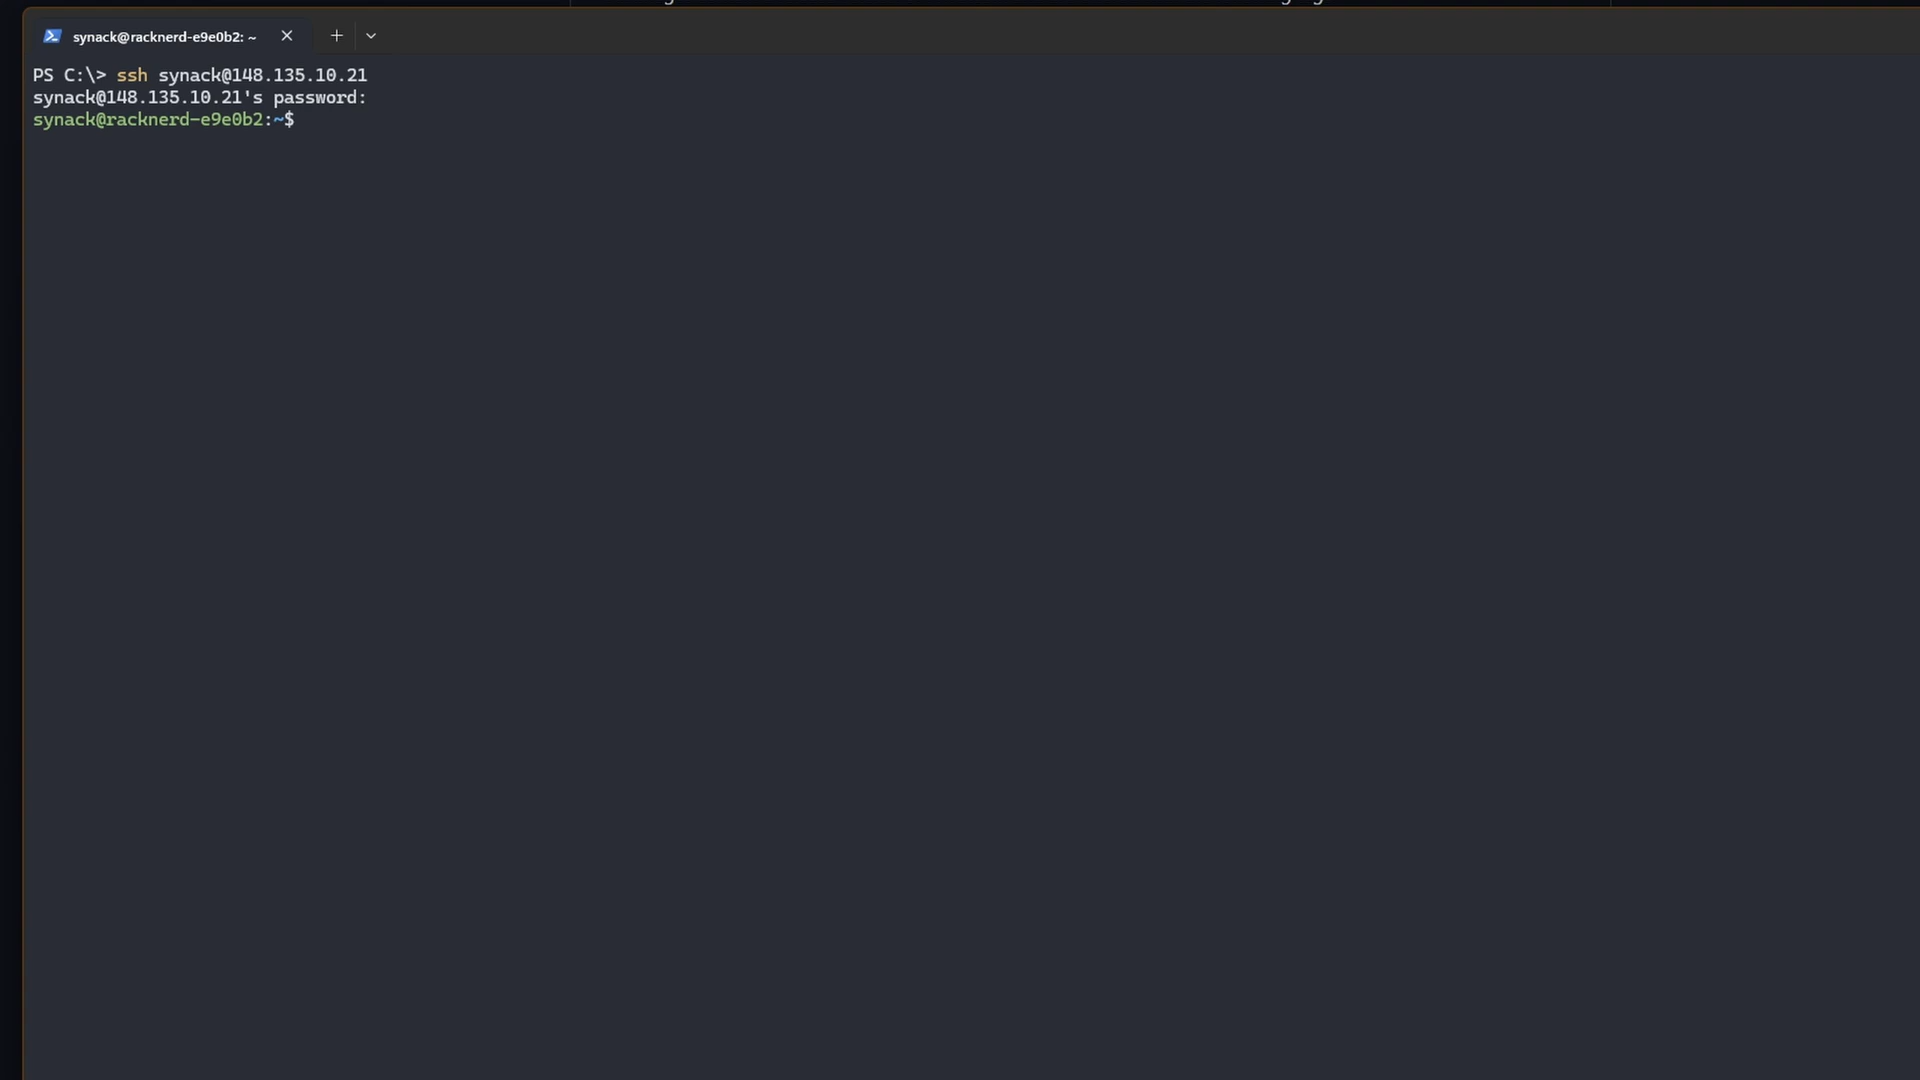 synack@racknerd-e9e0b2: ~
PS C:\> ssh synack@148.135.10.21
synack@148.135.10.21's password:
synack@racknerd-e9e0b2:~$